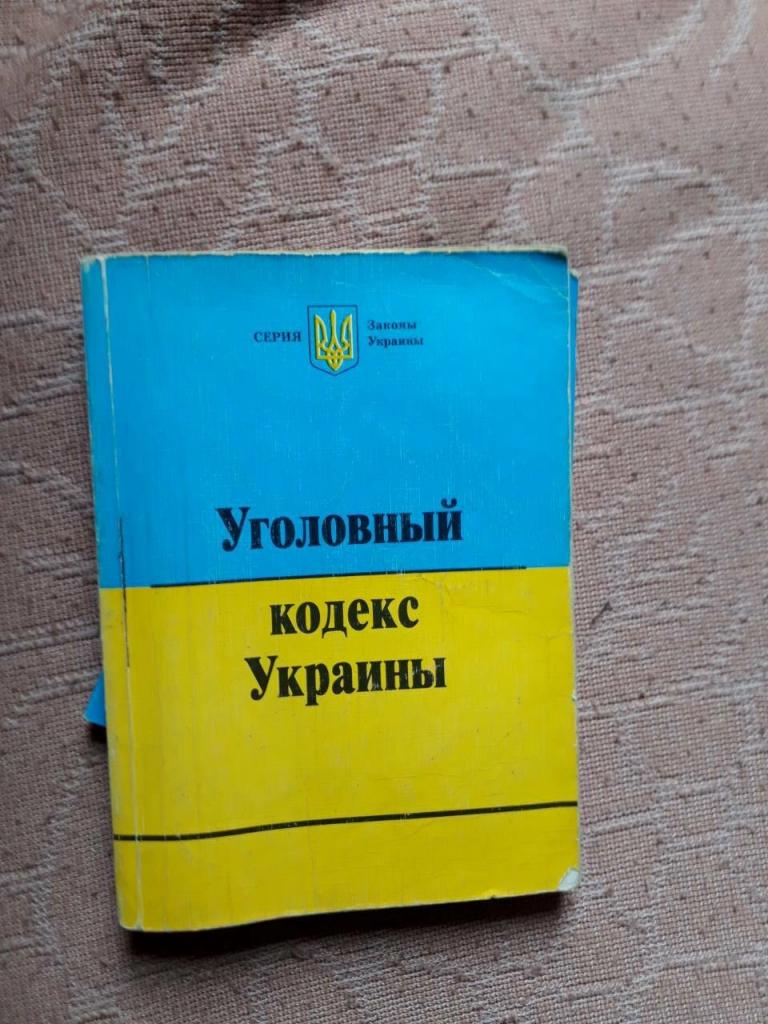 СЕРИЯ
Законы
Украины
Уголовный
кодекс
Украины